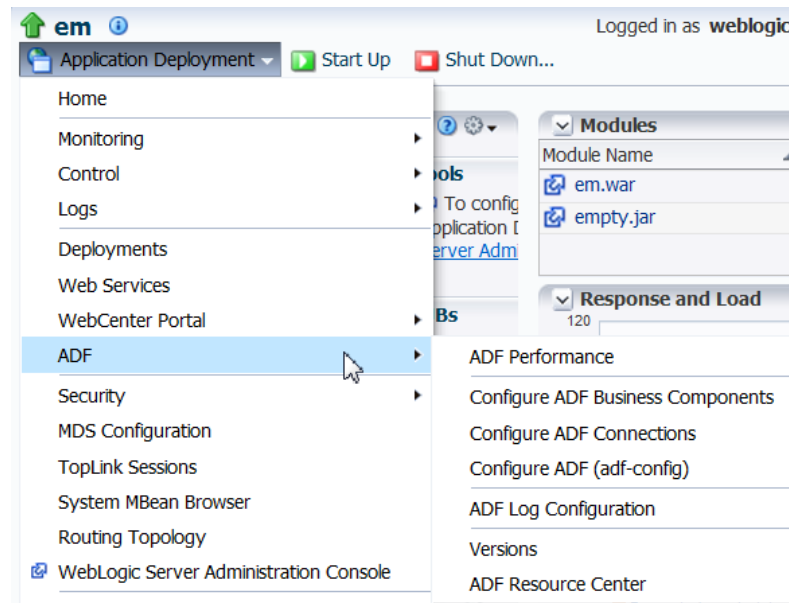 em
Logged in as weblogic
Application Deployment Start Up Shut Down...
Home
Monitoring
Control
Logs
Deployments
Web Services
WebCenter Portal
ADF
Security
MDS Configuration
TopLink Sessions
System MBean Browser
Routing Topology
WebLogic Server Administration Console
To config
Modules
Module Name
em.war
empty.jar
Response and Load
120
ADF Performance
Configure ADF Business Components
Configure ADF Connections
Configure ADF (adf-config)
ADF Log Configuration
Versions
ADF Resource Center